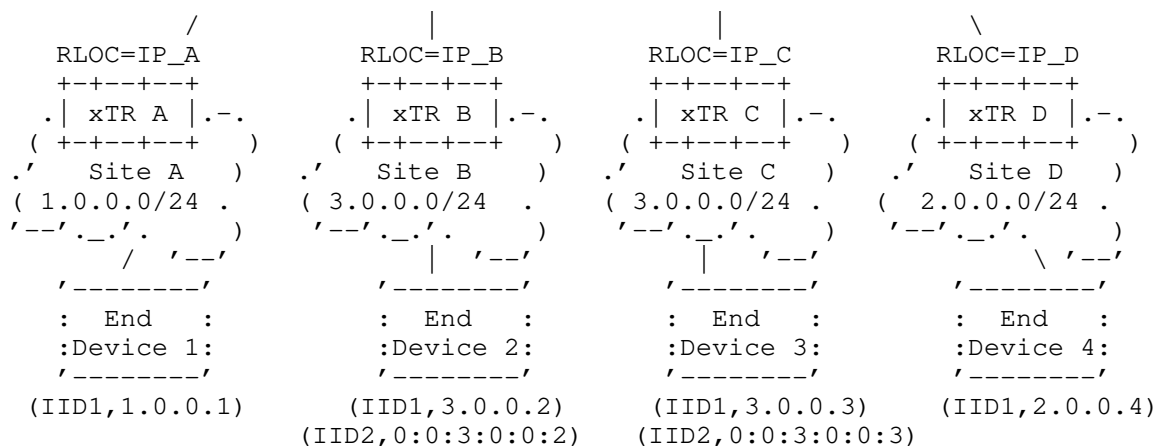 /                |                    |                  \
RLOC=IP_A           RLOC=IP_B           RLOC=IP_C           RLOC=IP_D
+-+--+--+           +-+--+--+           +-+--+--+           +-+--+--+
.| xTR A |.-.       .| xTR B |.-.       .| xTR C |.-.       .| xTR D |.-.
( +-+--+--+    )    ( +-+--+--+    )    ( +-+--+--+    )    ( +-+--+--+    )
.'   Site A   )     .'   Site B    )    .'   Site C   )     .'   Site D    )
( 1.0.0.0/24 .      ( 3.0.0.0/24  .     ( 3.0.0.0/24 .      (  2.0.0.0/24 .
'--'._.'.     )     '--'._.'.     )     '--'._.'.     )     '--'._.'.     )
/  '--'             |  '--'             |   '--'            \ '--'
'--------'          '--------'          '--------'          '--------'
:  End   :          :  End   :          :  End   :          :  End   :
:Device 1:          :Device 2:          :Device 3:          :Device 4:
'--------'          '--------'          '--------'          '--------'
(IID1,1.0.0.1)      (IID1,3.0.0.2)      (IID1,3.0.0.3)      (IID1,2.0.0.4)
(IID2,0:0:3:0:0:2)  (IID2,0:0:3:0:0:3)